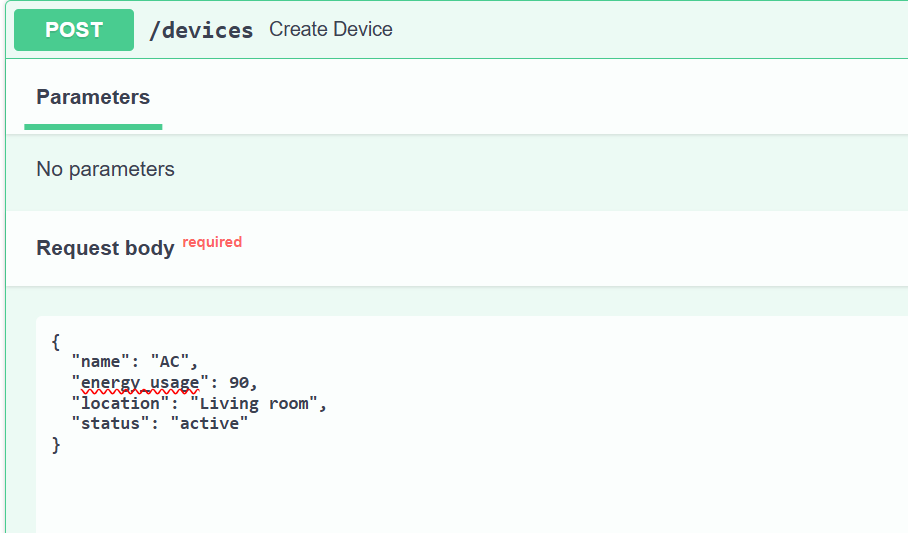 POST /devices Create Device
Parameters
No parameters
Request body required
{
  "name": "AC",
  "energy_usage": 90,
  "location": "Living room",
  "status": "active"
}